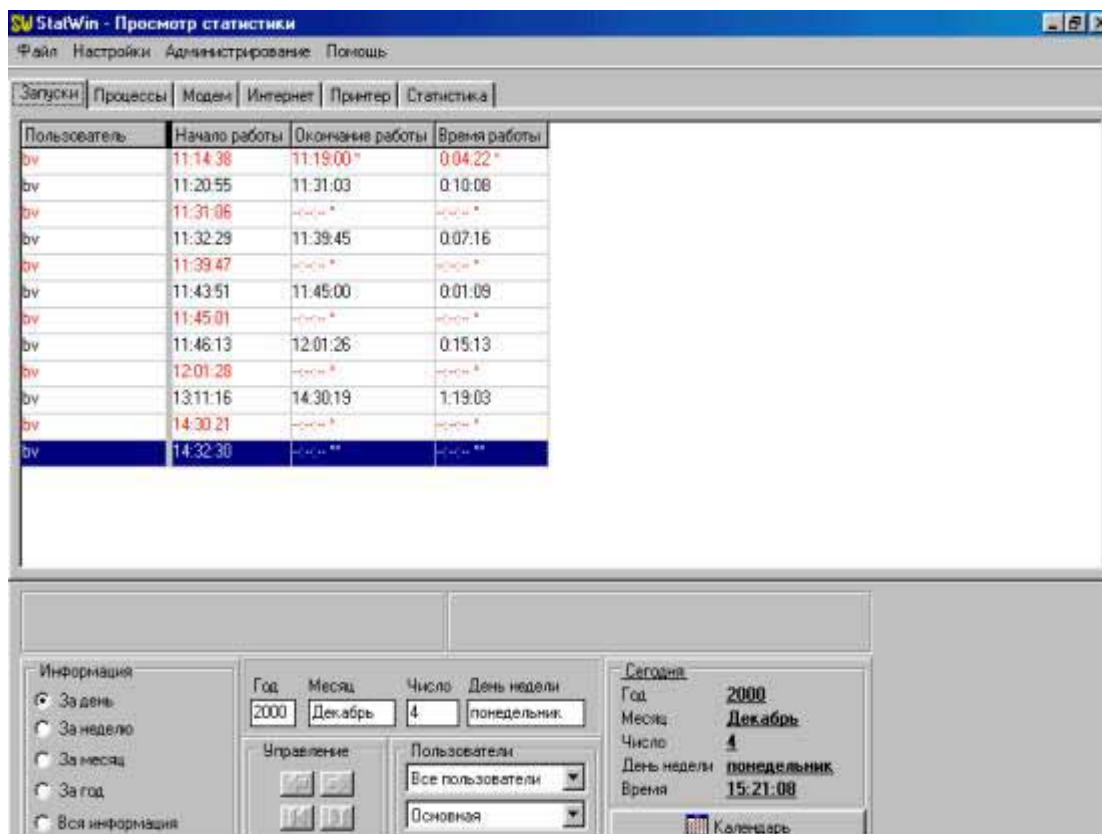 SW StatWin - Просмотр статистики
Файл Настройки Администрирование Помощь
Запуски Процессы Модем Интернет Принтер Статистика
Пользователь Начало работы Окончание работы Время работы
bv 11:14:38 11:19:00 * 0:04:22 *
bv 11:20:55 11:31:03 0:10:08
bv 11:31:06 --:--:-- * --:--:-- *
bv 11:32:29 11:39:45 0:07:16
bv 11:39:47 --:--:-- * --:--:-- *
bv 11:43:51 11:45:00 0:01:09
bv 11:45:01 --:--:-- * --:--:-- *
bv 11:46:13 12:01:26 0:15:13
bv 12:01:28 --:--:-- * --:--:-- *
bv 13:11:16 14:30:19 1:19:03
bv 14:30:21 --:--:-- * --:--:-- *
bv 14:32:30 --:--:-- ** --:--:-- **
Информация
За день
За неделю
За месяц
За год
Вся информация
Год Месяц Число День недели
2000 Декабрь 4 понедельник
Управление
Пользователи
Все пользователи
Основная
Сегодня
Год 2000
Месяц Декабрь
Число 4
День недели понедельник
Время 15:21:08
Календарь